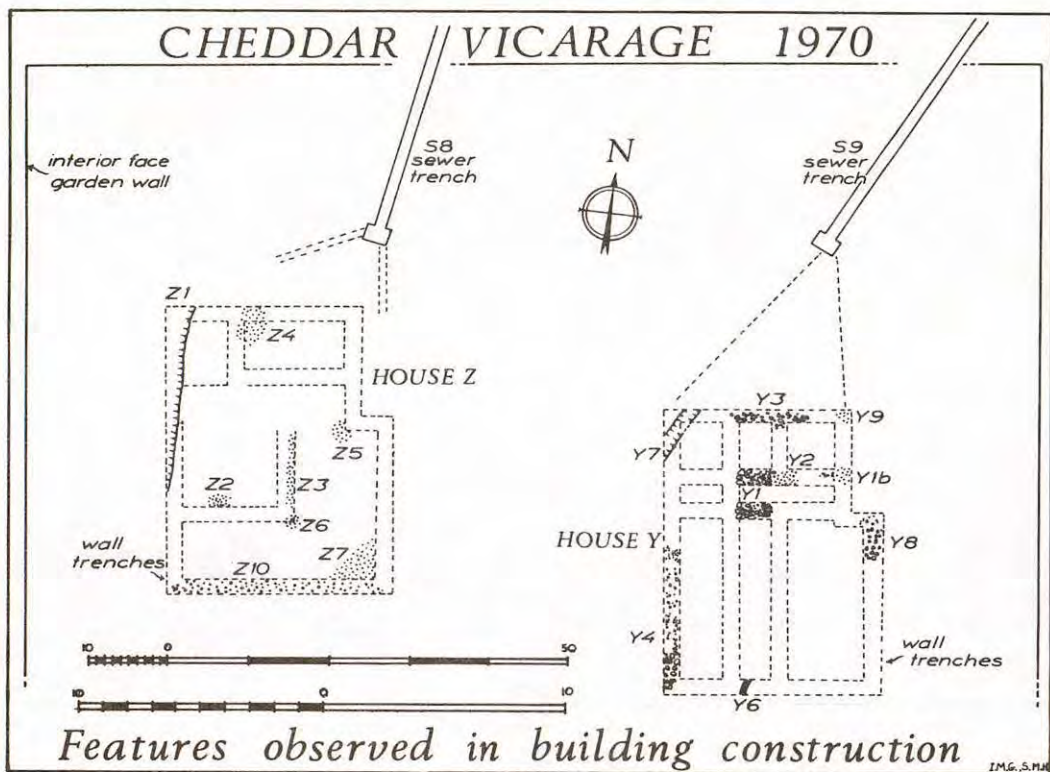 CHEDDAR VICARAGE 1970
interior face
garden wall
S8
sewer
trench
N
S9
sewer
trench
Z1
Z4
HOUSE Z
Z5
Z2
Z3
Z6
Z7
Z10
wall
trenches
Y3
Y9
Y7
Y2
Y1b
Y1
HOUSE Y
Y8
Y4
wall
trenches
Y6
10 0 50
10 0 10
Features observed in building construction
I.M.G., S.M.H